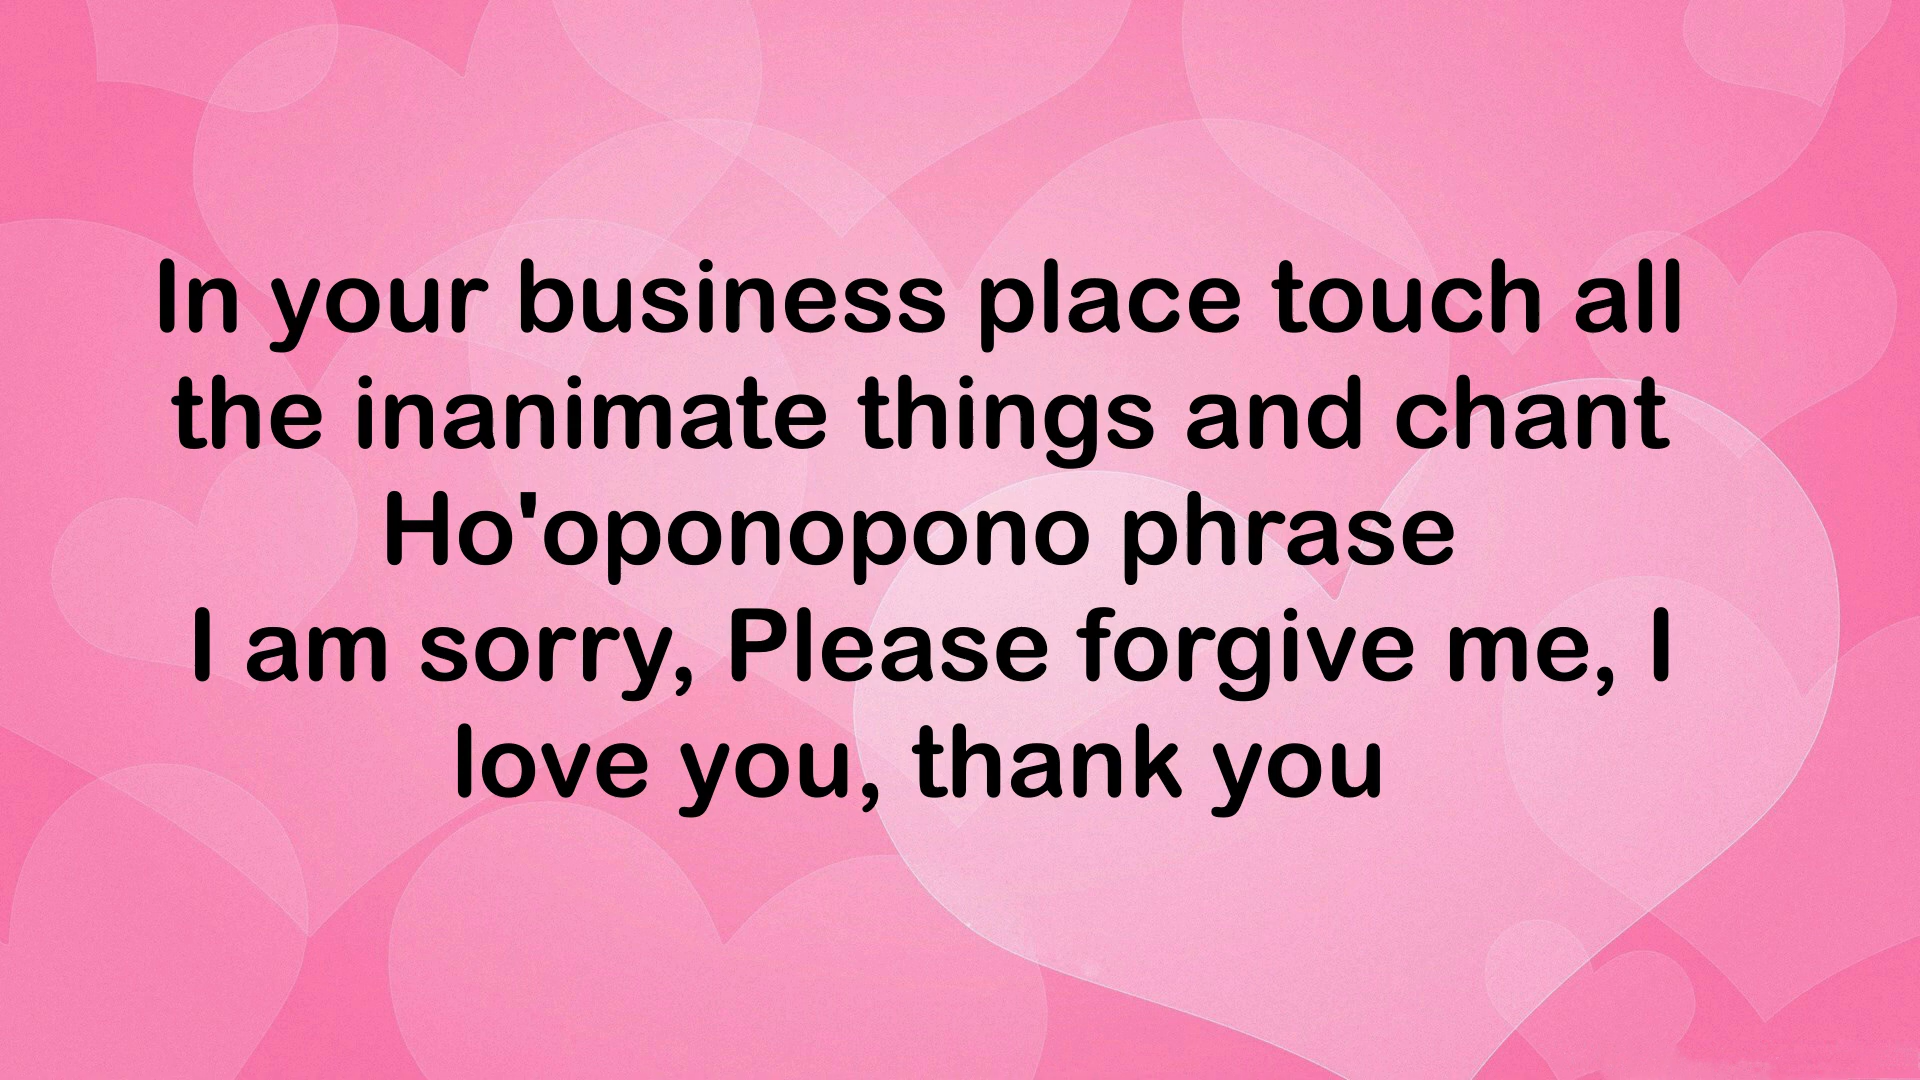 In your business place touch all
the inanimate things and chant
Ho'oponopono phrase
I am sorry, Please forgive me, I
love you, thank you